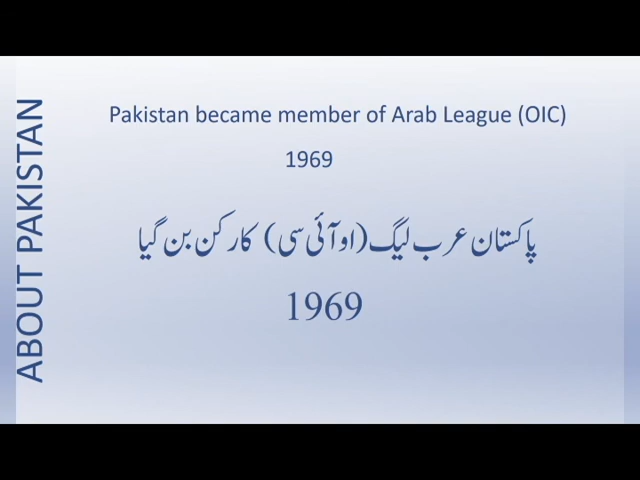 ABOUT PAKISTAN
Pakistan became member of Arab League (OIC)
1969
پاکستان عرب لیگ (او آئی سی) کا رکن بن گیا
1969